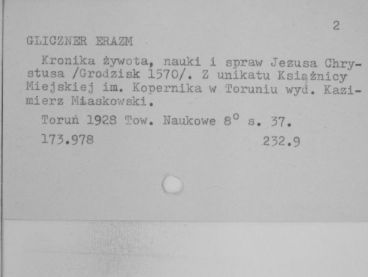 2
GLICZNER ERAZM
Kronika żywota, nauki i spraw Jezusa Chry-
stusa /Grodzisk 1570/. Z unikatu Książnicy
Miejskiej im. Kopernika w Toruniu wyd. Kazi-
mierz Miaskowski.
Toruń 1928 Tow. Naukowe 8° s. 37.
173.978 232.9